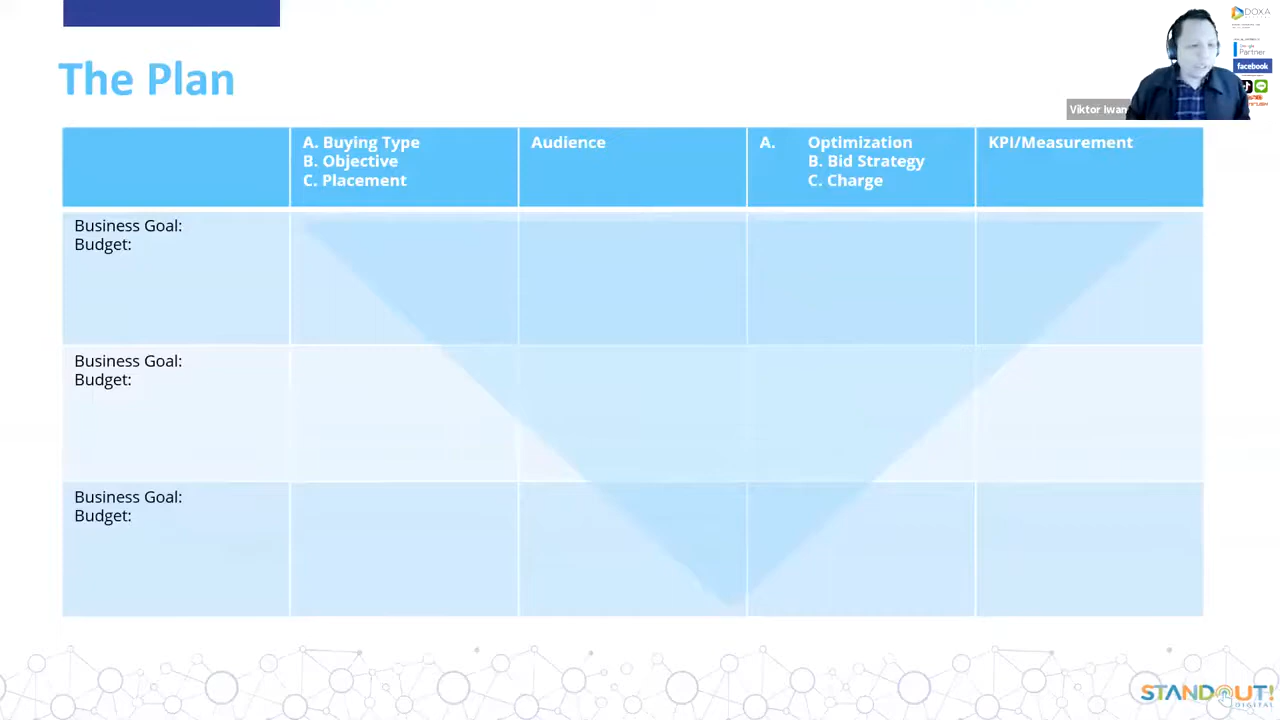 The Plan
A. Buying Type
B. Objective
C. Placement
Audience
A. Optimization
B. Bid Strategy
C. Charge
KPI/Measurement
Business Goal:
Budget:
Business Goal:
Budget:
Business Goal:
Budget:
DOXA
Google
Partner
facebook
Viktor Iwan
STANDOUT!
DIGITAL